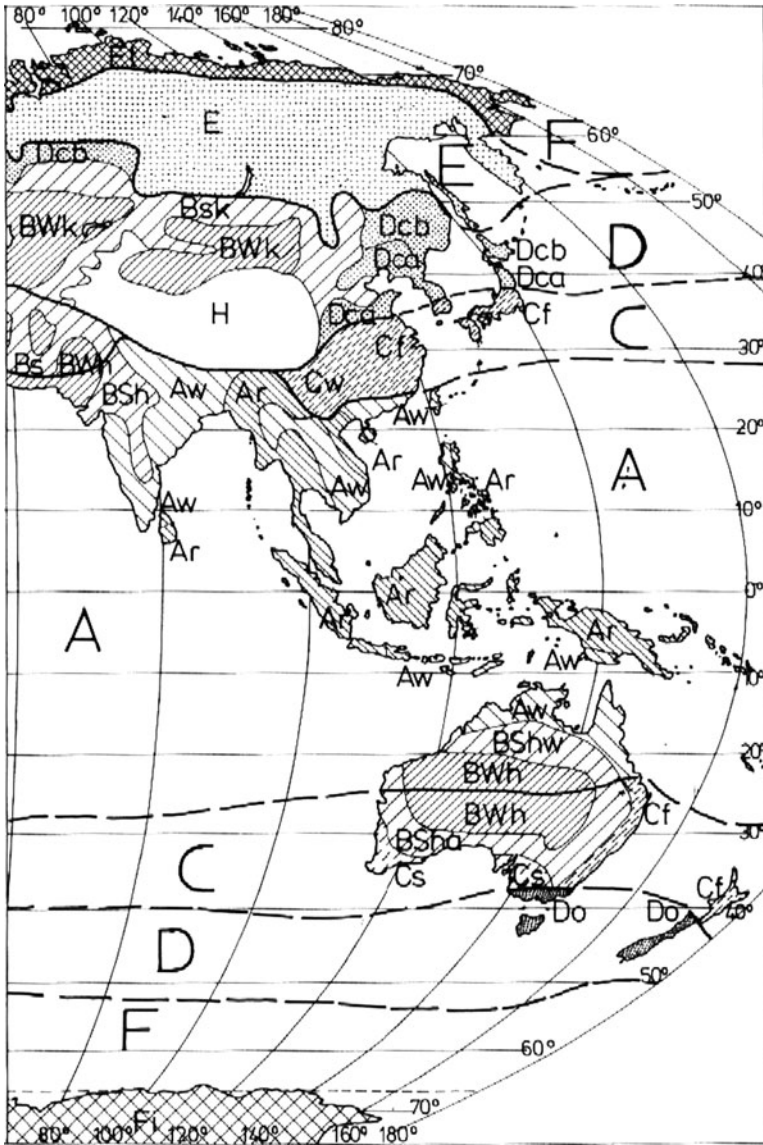 80° 100° 120° 140° 160° 180° 80°
70°
E F 60°
Dcb E 50°
Bsk
BWk BWk Dcb Dcb D
Dca Dca 40°
H Dca Cf
Cf C
Bs BWh 30°
BSh Aw Ar Cw Aw
20°
Ar Aw Ar A
Aw Aw 10°
Ar
Ar 0°
A Ar Ar
Aw Aw 10°
Aw
BShw 20°
BWh
BWh Cf
BSha 30°
C Cs Cs Cf
Do Do 40°
D
50°
F
60°
Fi 70°
80° 100° 120° 140° 160° 180°